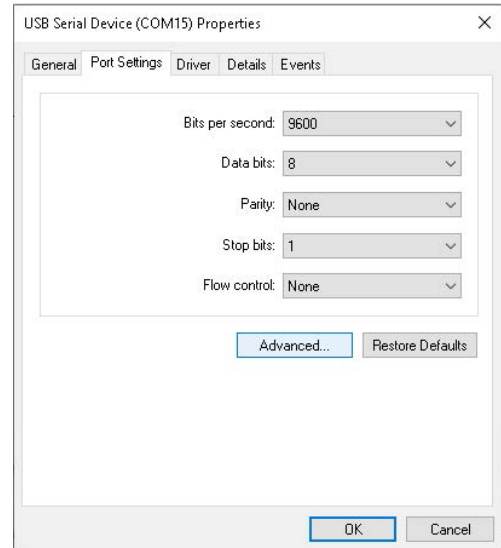 USB Serial Device (COM15) Properties
General Port Settings Driver Details Events
Bits per second: 9600
Data bits: 8
Parity: None
Stop bits: 1
Flow control: None
Advanced... Restore Defaults
OK Cancel